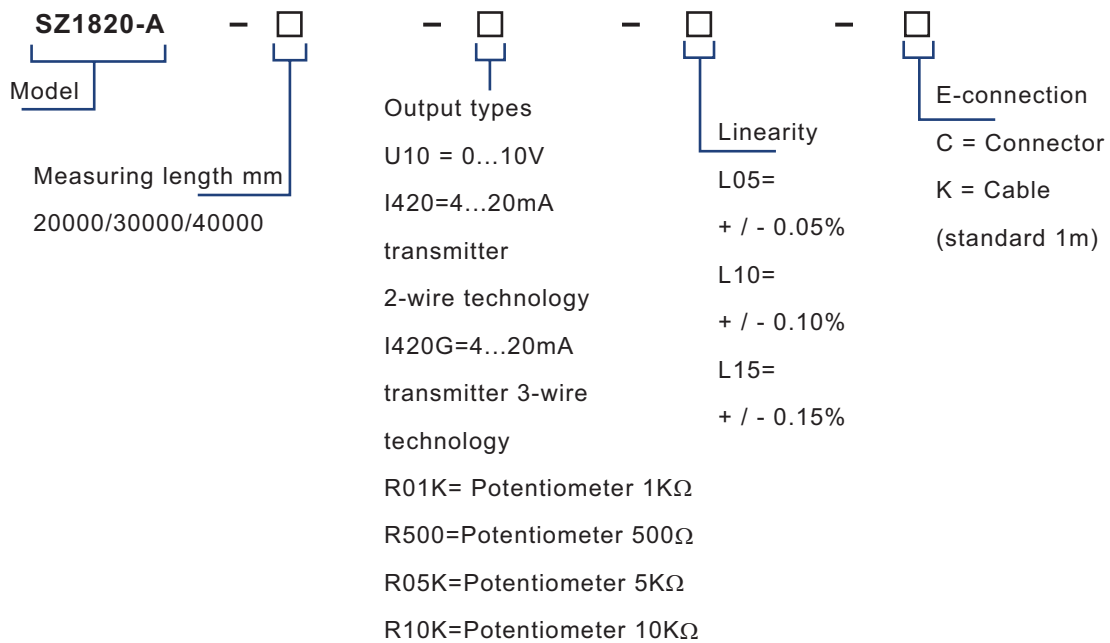 SZ1820-A – □ – □ – □ – □
Model
Measuring length mm
20000/30000/40000
Output types
U10 = 0...10V
I420=4...20mA
transmitter
2-wire technology
I420G=4...20mA
transmitter 3-wire
technology
R01K= Potentiometer 1KΩ
R500=Potentiometer 500Ω
R05K=Potentiometer 5KΩ
R10K=Potentiometer 10KΩ
Linearity
L05=
+ / - 0.05%
L10=
+ / - 0.10%
L15=
+ / - 0.15%
E-connection
C = Connector
K = Cable
(standard 1m)